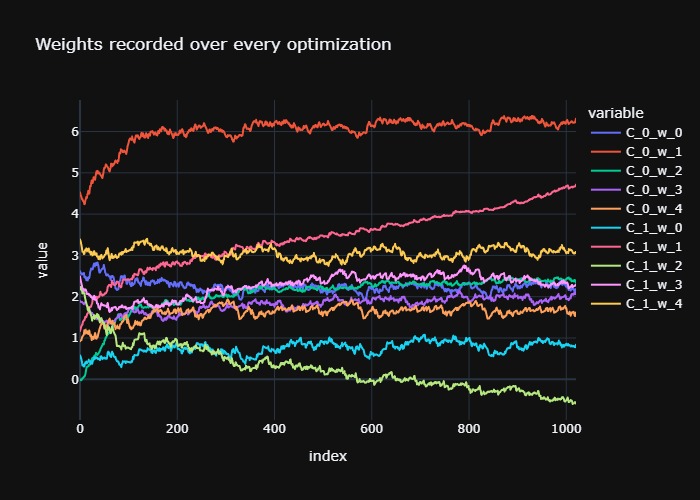 Weights recorded over every optimization
variable
C_0_w_0
C_0_w_1
C_0_w_2
C_0_w_3
C_0_w_4
C_1_w_0
C_1_w_1
C_1_w_2
C_1_w_3
C_1_w_4
value
6
5
4
3
2
1
0
0 200 400 600 800 1000
index